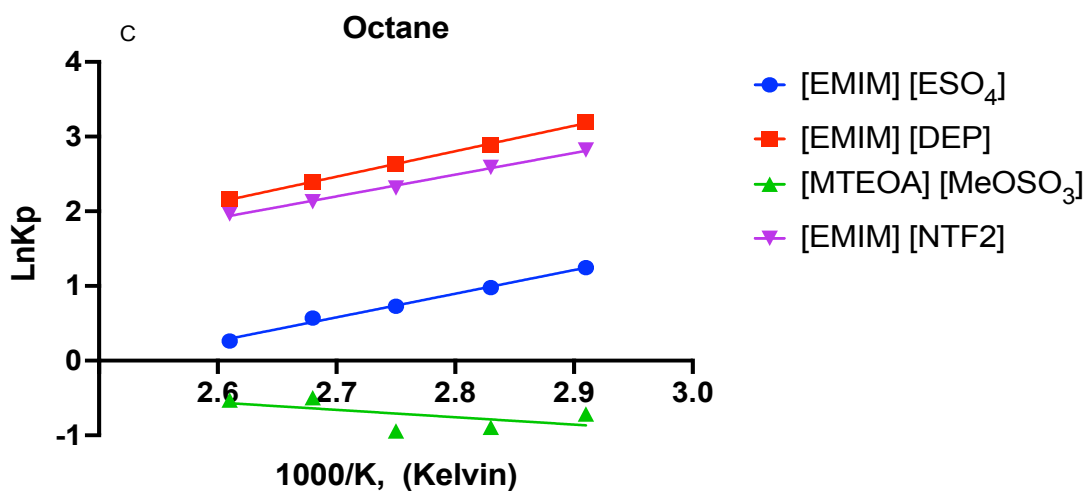 C
Octane
4
3
2
1
0
-1
LnKp
2.6
2.7
2.8
2.9
3.0
1000/K, (Kelvin)
[EMIM] [ESO₄]
[EMIM] [DEP]
[MTEOA] [MeOSO₃]
[EMIM] [NTF2]